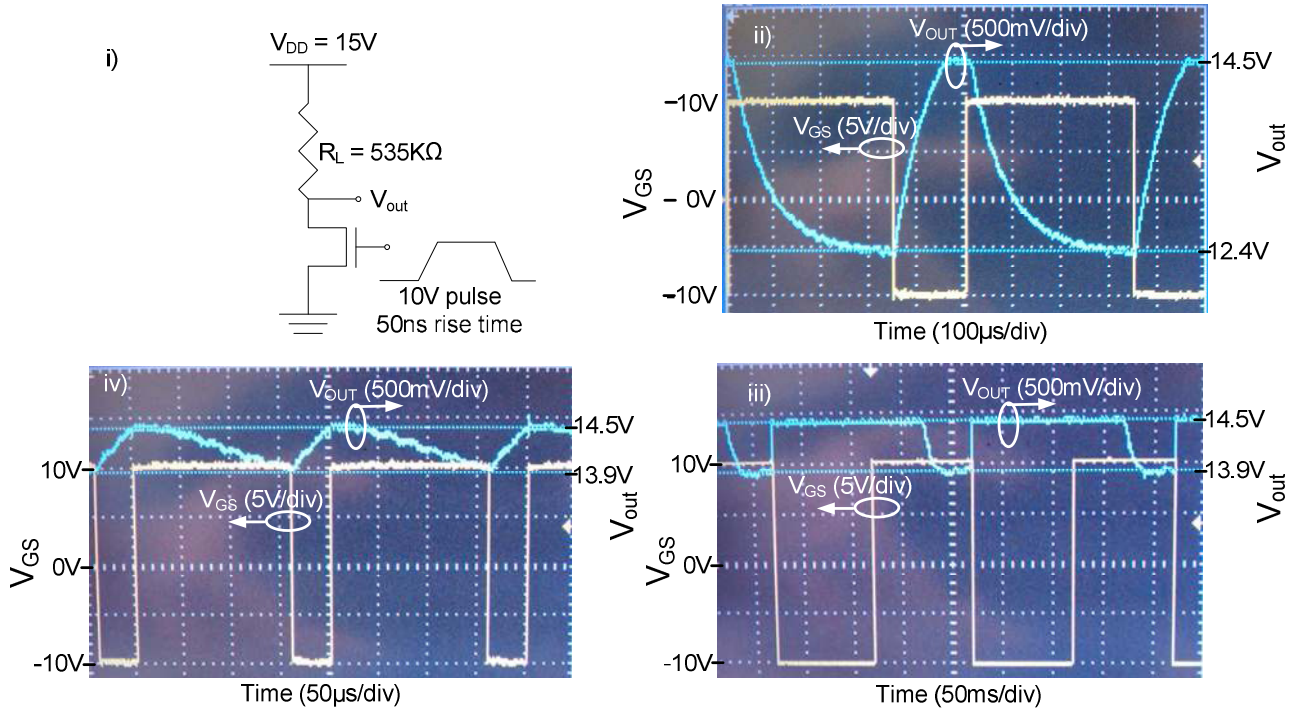 i)
V_DD = 15V
R_L = 535KΩ
V_out
10V pulse
50ns rise time
ii)
V_OUT (500mV/div)
14.5V
–10V
V_GS (5V/div)
V_GS
V_out
– 0V
12.4V
–10V
Time (100µs/div)
iv)
V_OUT (500mV/div)
14.5V
10V
13.9V
V_GS (5V/div)
V_GS
V_out
0V
-10V
Time (50µs/div)
iii)
V_OUT (500mV/div)
14.5V
10V
13.9V
V_GS (5V/div)
V_GS
V_out
0V
-10V
Time (50ms/div)